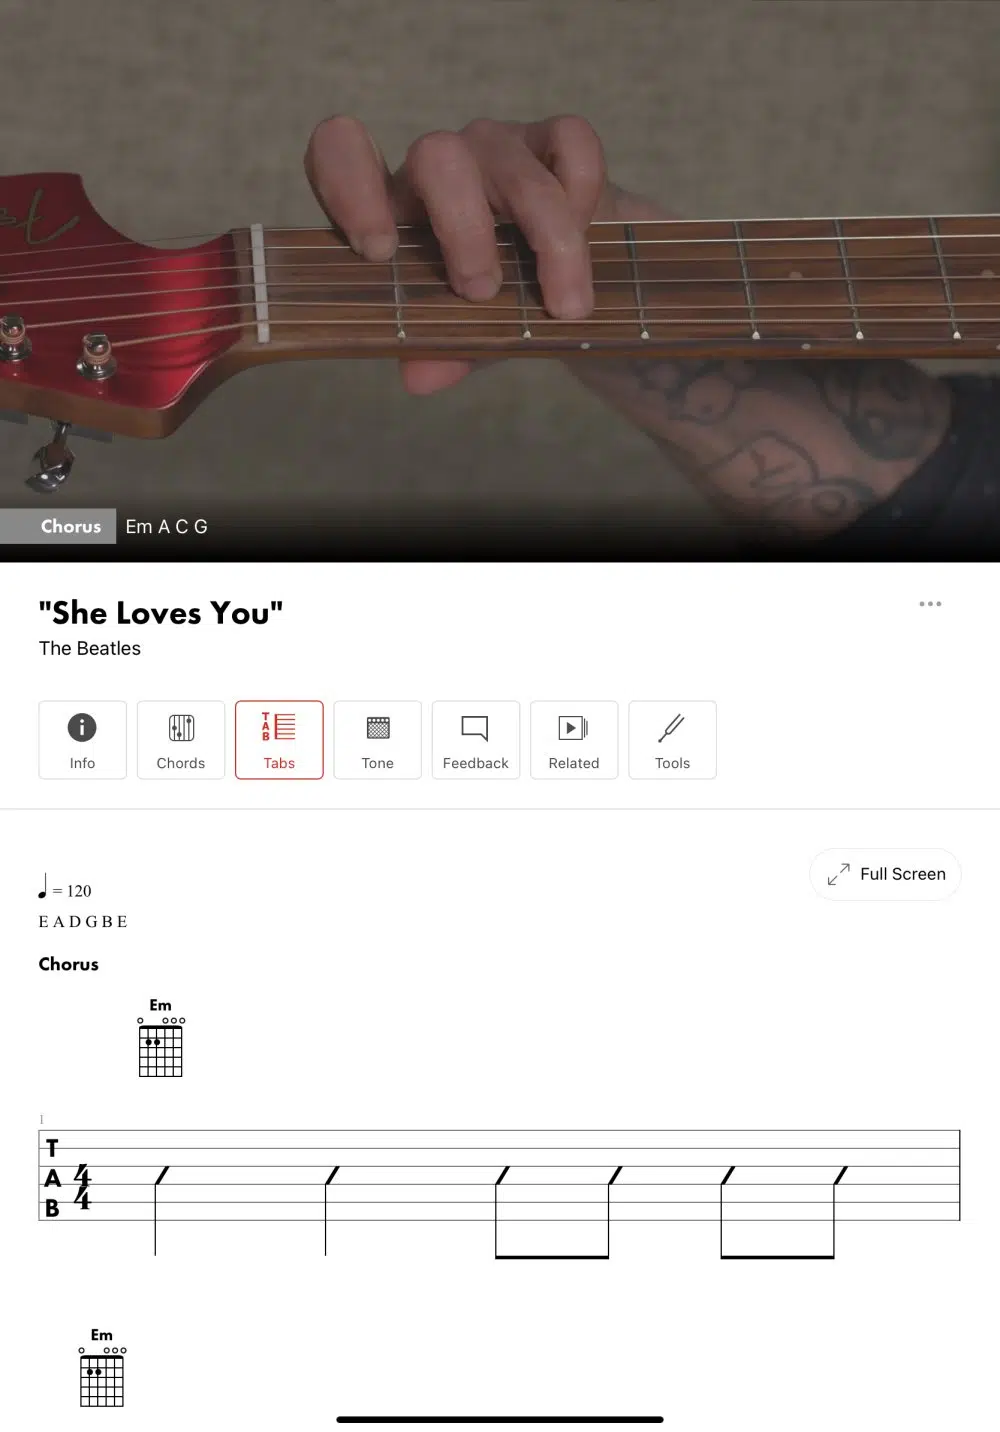 Chorus Em A C G
"She Loves You"
The Beatles
Info Chords TAB Tabs Tone Feedback Related Tools
Full Screen
= 120
E A D G B E
Chorus
Em
1
T
A
B
4
4
Em